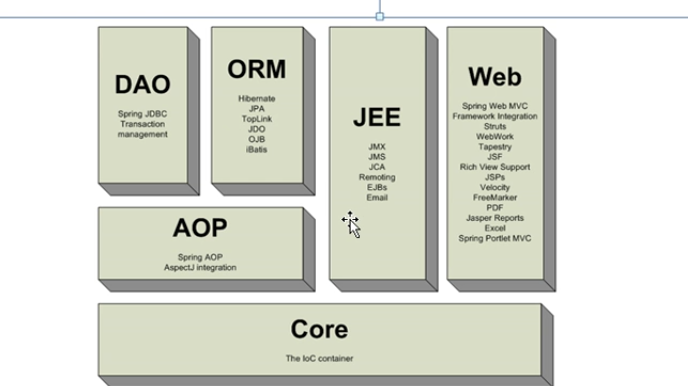 DAO
Spring JDBC
Transaction
management
ORM
Hibernate
JPA
TopLink
JDO
OJB
iBatis
JEE
JMX
JMS
JCA
Remoting
EJBs
Email
Web
Spring Web MVC
Framework Integration
Struts
WebWork
Tapestry
JSF
Rich View Support
JSPs
Velocity
FreeMarker
PDF
Jasper Reports
Excel
Spring Portlet MVC
AOP
Spring AOP
AspectJ integration
Core
The IoC container